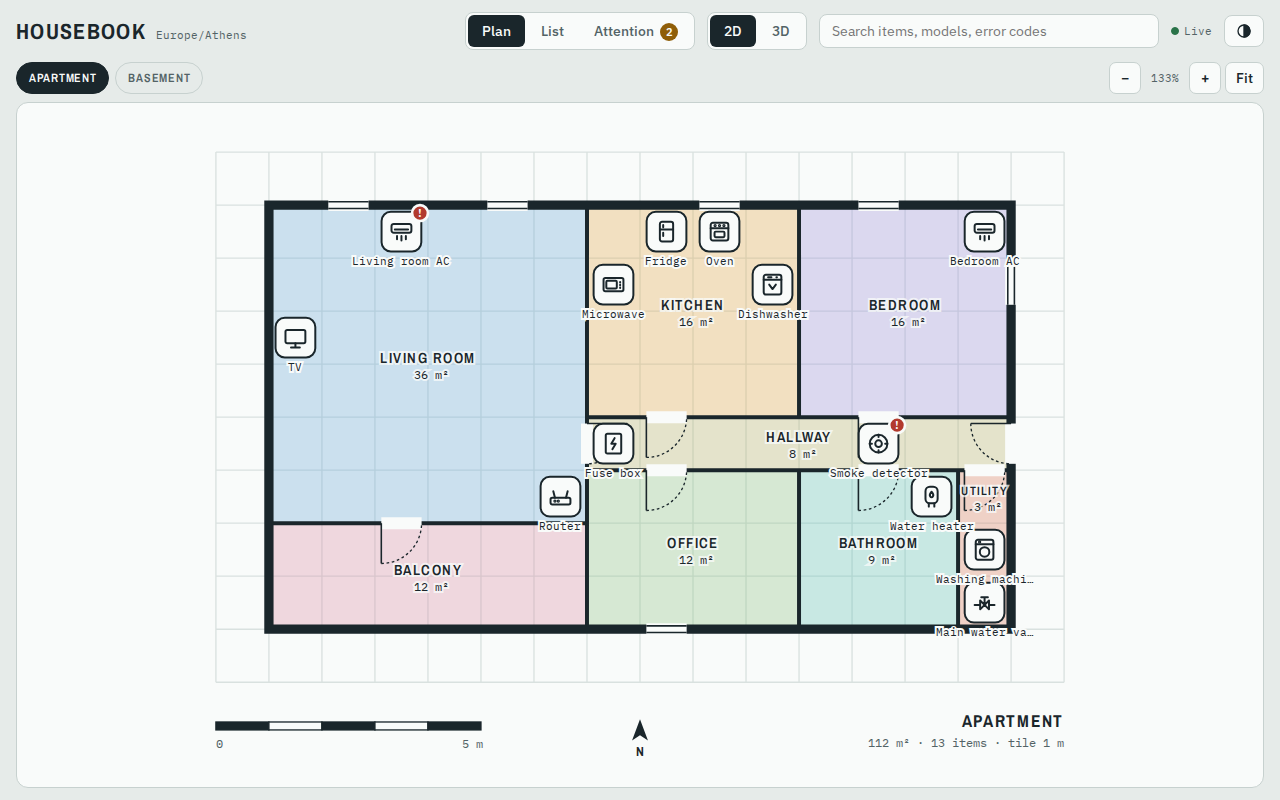 HOUSEBOOK Europe/Athens
Plan List Attention 2
2D 3D
Search items, models, error codes
Live
APARTMENT BASEMENT
− 133% + Fit
Living room AC
Fridge
Oven
Bedroom AC
Microwave
Dishwasher
KITCHEN
16 m²
BEDROOM
16 m²
TV
LIVING ROOM
36 m²
HALLWAY
8 m²
Fuse box
Smoke detector
UTILITY
3 m²
Router
Water heater
OFFICE
12 m²
BATHROOM
9 m²
BALCONY
12 m²
Washing machi…
Main water va…
0 5 m
N
APARTMENT
112 m² · 13 items · tile 1 m